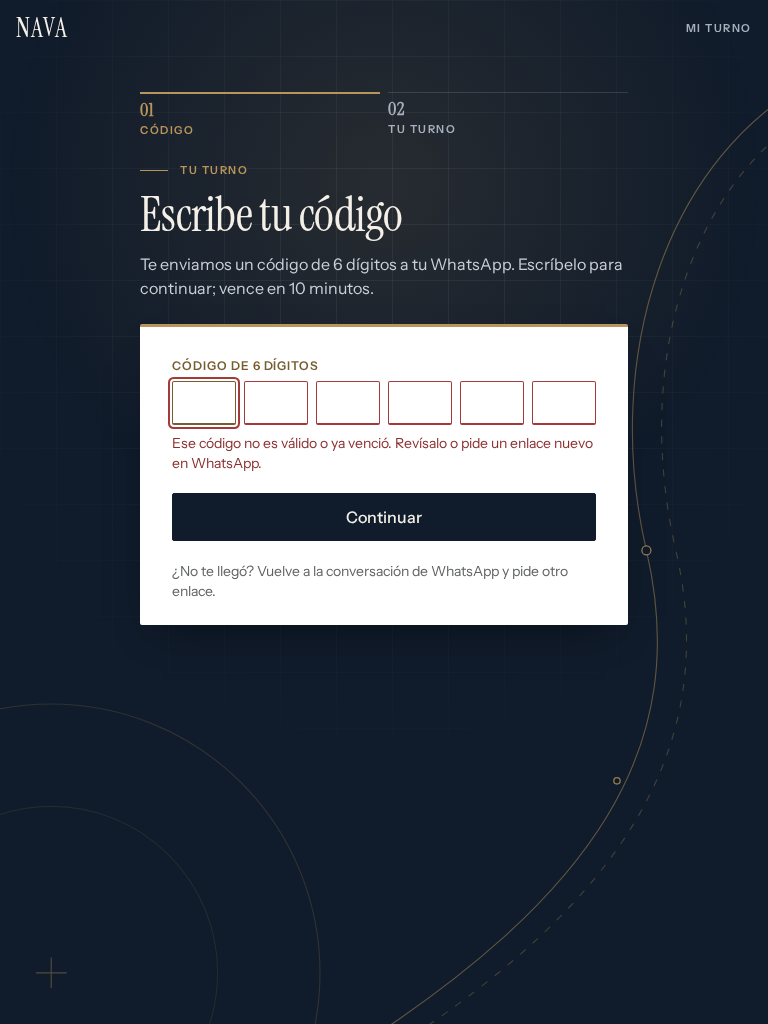 NAVA
MI TURNO
01
CÓDIGO
02
TU TURNO
TU TURNO
Escribe tu código
Te enviamos un código de 6 dígitos a tu WhatsApp. Escríbelo para
continuar; vence en 10 minutos.
CÓDIGO DE 6 DÍGITOS
Ese código no es válido o ya venció. Revísalo o pide un enlace nuevo
en WhatsApp.
Continuar
¿No te llegó? Vuelve a la conversación de WhatsApp y pide otro
enlace.